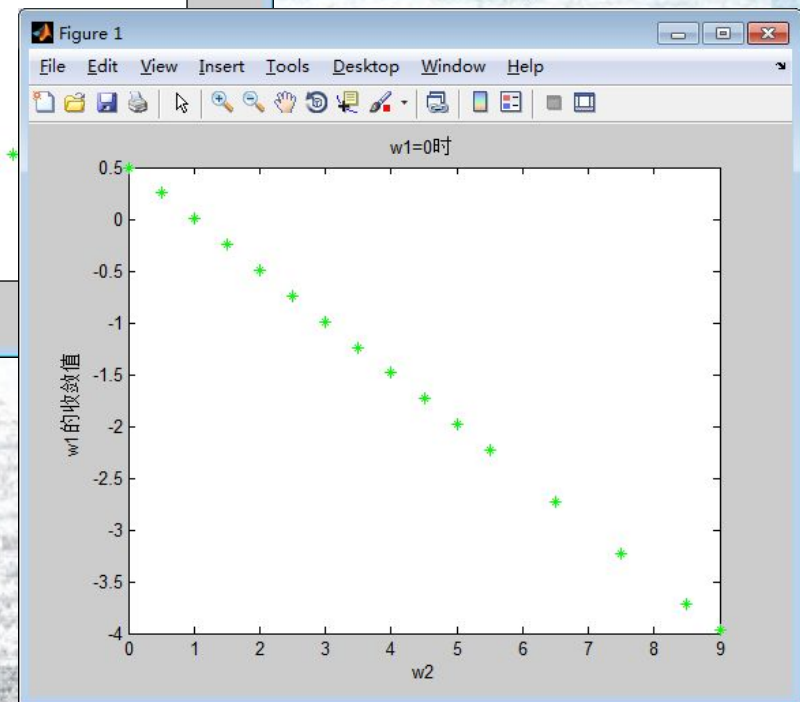 Figure 1
File Edit View Insert Tools Desktop Window Help
w1=0时
0.5
0
-0.5
-1
-1.5
-2
-2.5
-3
-3.5
-4
w1的收敛值
0 1 2 3 4 5 6 7 8 9
w2